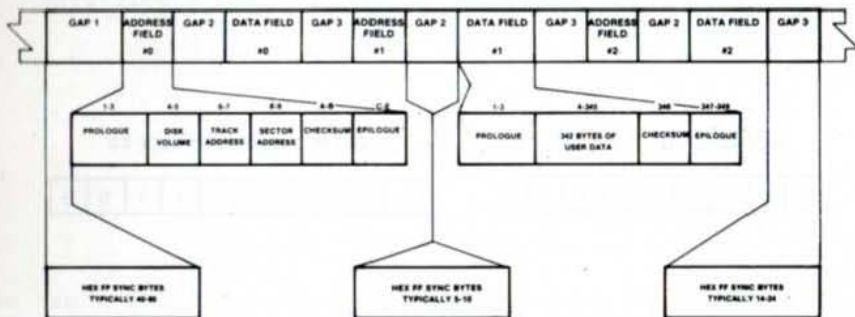 GAP 1
ADDRESS
FIELD
#0
GAP 2
DATA FIELD
#0
GAP 3
ADDRESS
FIELD
#1
GAP 2
DATA FIELD
#1
GAP 3
ADDRESS
FIELD
#2
GAP 2
DATA FIELD
#2
GAP 3
1-3
4-5
6-7
8-9
A-B
C-E
PROLOGUE
DISK
VOLUME
TRACK
ADDRESS
SECTOR
ADDRESS
CHECKSUM
EPILOGUE
1-3
4-345
346
347-349
PROLOGUE
342 BYTES OF
USER DATA
CHECKSUM
EPILOGUE
HEX FF SYNC BYTES
TYPICALLY
HEX FF SYNC BYTES
TYPICALLY 5-10
HEX FF SYNC BYTES
TYPICALLY 14-24